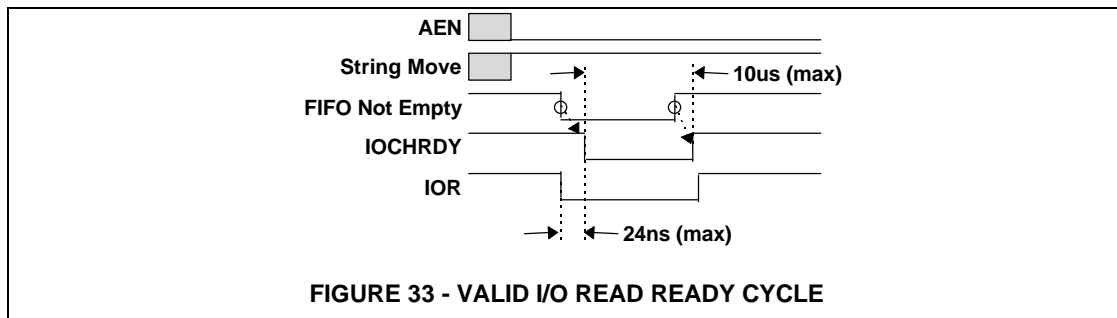 AEN
String Move
10us (max)
FIFO Not Empty
IOCHRDY
IOR
24ns (max)
FIGURE 33 - VALID I/O READ READY CYCLE